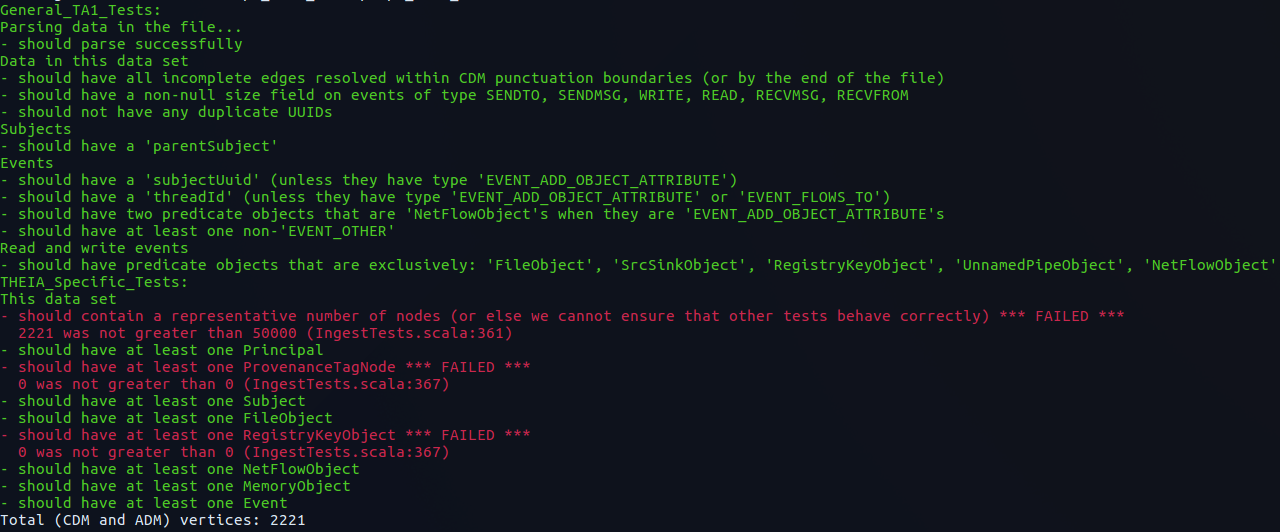 General_TA1_Tests:
Parsing data in the file...
- should parse successfully
Data in this data set
- should have all incomplete edges resolved within CDM punctuation boundaries (or by the end of the file)
- should have a non-null size field on events of type SENDTO, SENDMSG, WRITE, READ, RECVMSG, RECVFROM
- should not have any duplicate UUIDs
Subjects
- should have a 'parentSubject'
Events
- should have a 'subjectUuid' (unless they have type 'EVENT_ADD_OBJECT_ATTRIBUTE')
- should have a 'threadId' (unless they have type 'EVENT_ADD_OBJECT_ATTRIBUTE' or 'EVENT_FLOWS_TO')
- should have two predicate objects that are 'NetFlowObject's when they are 'EVENT_ADD_OBJECT_ATTRIBUTE's
- should have at least one non-'EVENT_OTHER'
Read and write events
- should have predicate objects that are exclusively: 'FileObject', 'SrcSinkObject', 'RegistryKeyObject', 'UnnamedPipeObject', 'NetFlowObject'
THEIA_Specific_Tests:
This data set
- should contain a representative number of nodes (or else we cannot ensure that other tests behave correctly) *** FAILED ***
  2221 was not greater than 50000 (IngestTests.scala:361)
- should have at least one Principal
- should have at least one ProvenanceTagNode *** FAILED ***
  0 was not greater than 0 (IngestTests.scala:367)
- should have at least one Subject
- should have at least one FileObject
- should have at least one RegistryKeyObject *** FAILED ***
  0 was not greater than 0 (IngestTests.scala:367)
- should have at least one NetFlowObject
- should have at least one MemoryObject
- should have at least one Event
Total (CDM and ADM) vertices: 2221